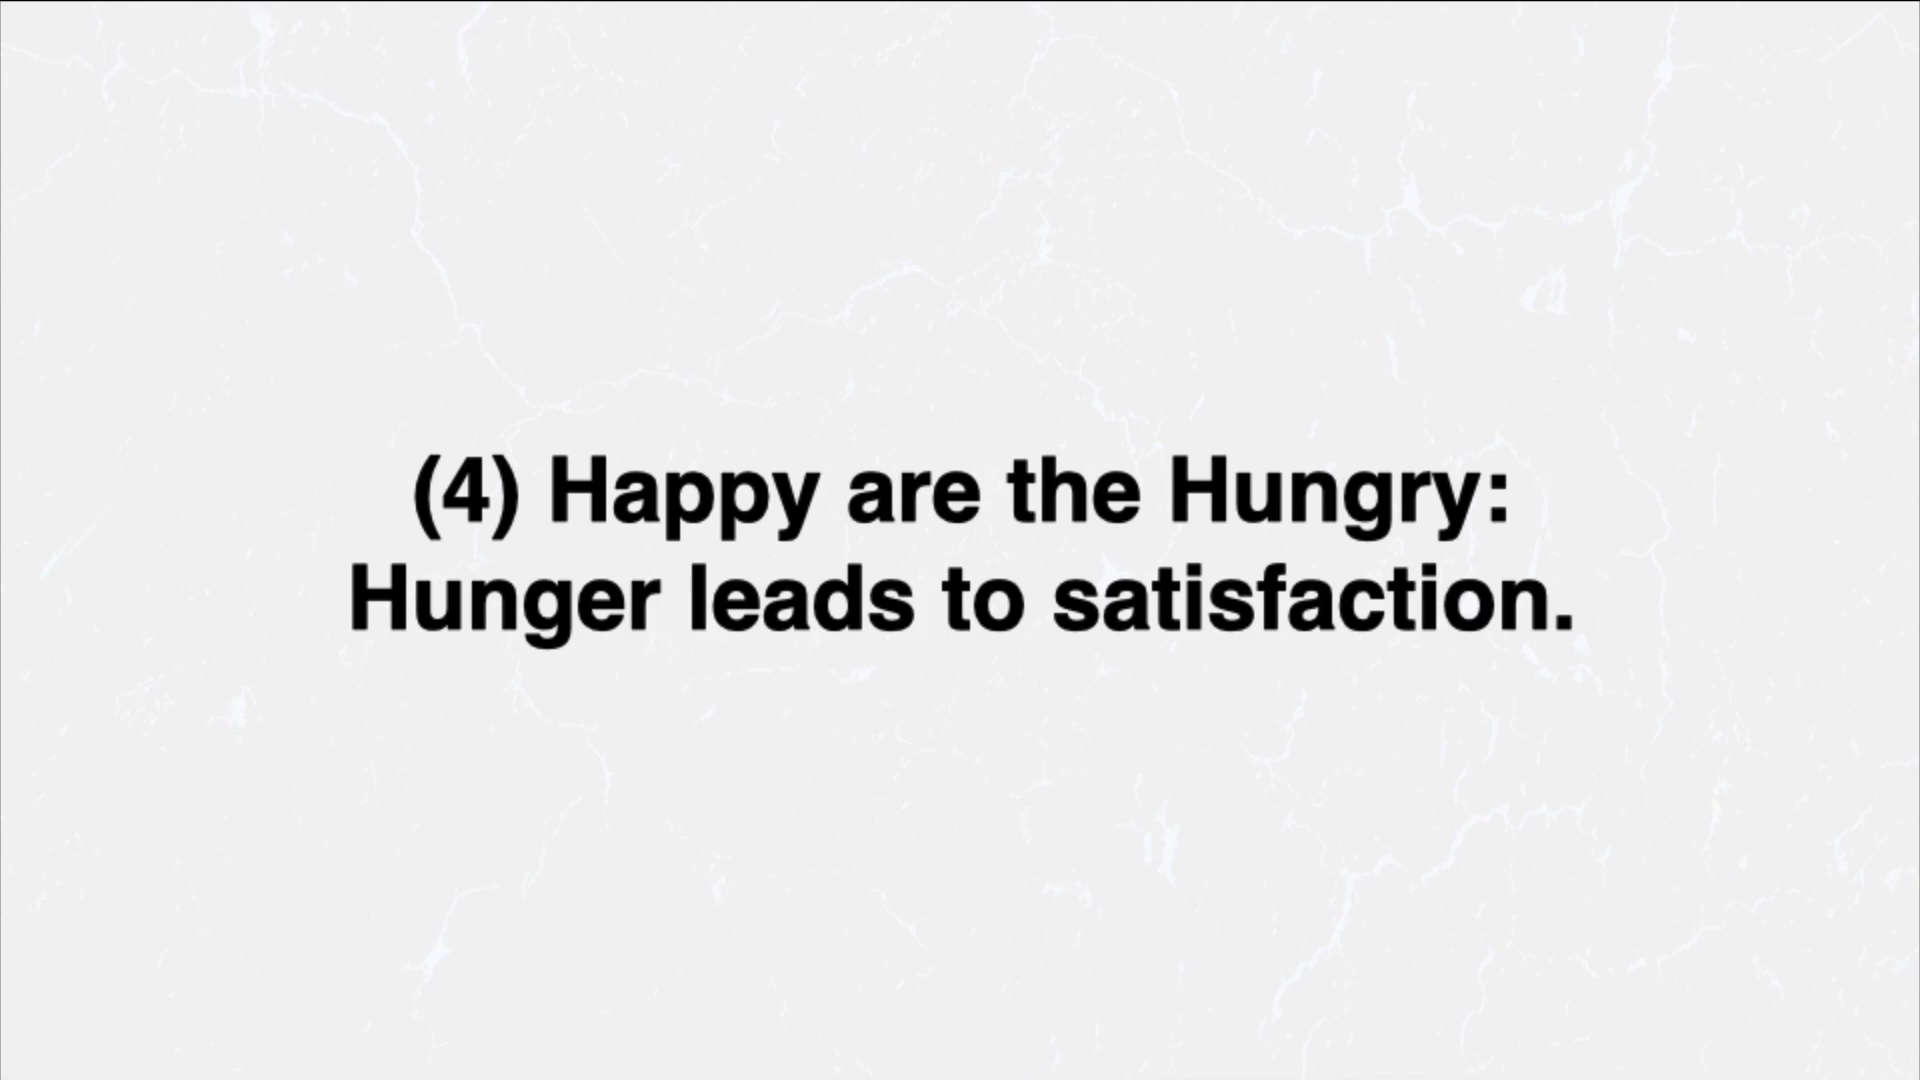 (4) Happy are the Hungry:
Hunger leads to satisfaction.